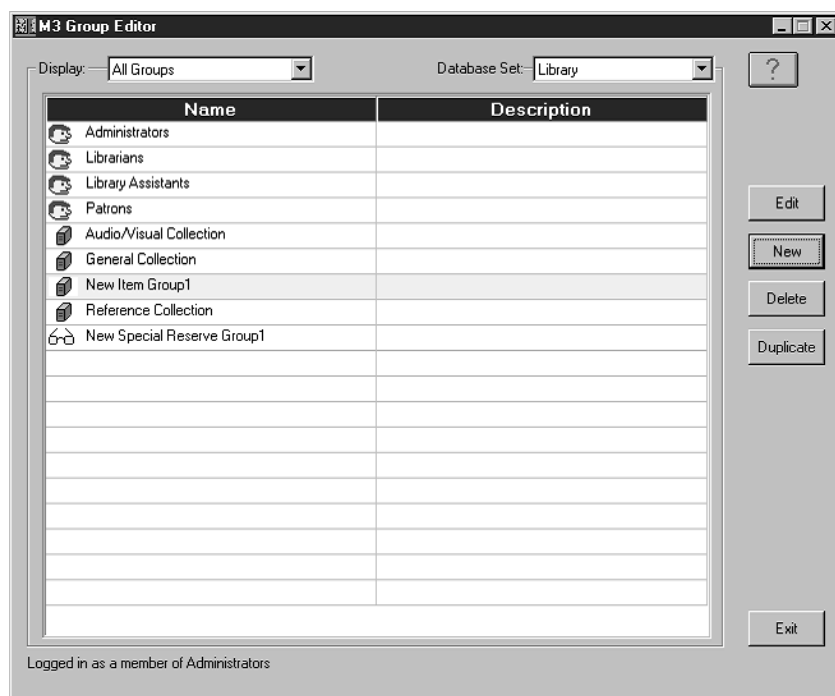 M3 Group Editor
Display: All Groups Database Set: Library ?
Name Description
Administrators
Librarians
Library Assistants
Patrons
Audio/Visual Collection
General Collection
New Item Group1
Reference Collection
New Special Reserve Group1
Edit
New
Delete
Duplicate
Exit
Logged in as a member of Administrators